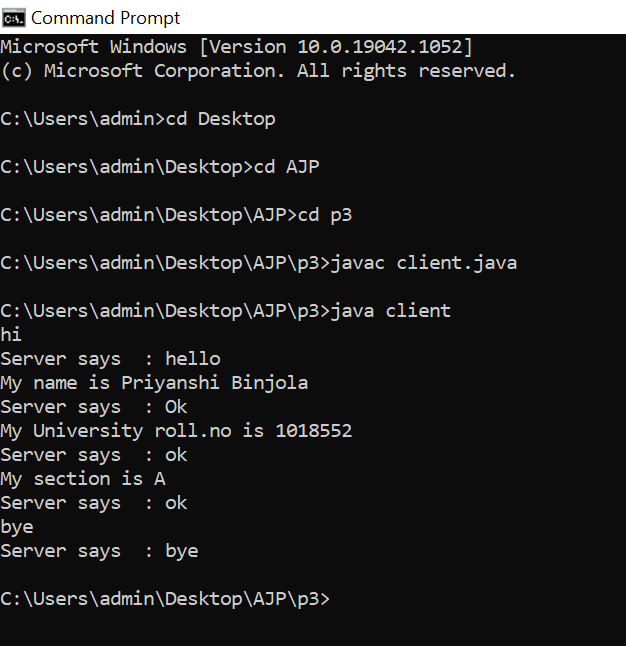 Command Prompt
Microsoft Windows [Version 10.0.19042.1052]
(c) Microsoft Corporation. All rights reserved.
C:\Users\admin>cd Desktop
C:\Users\admin\Desktop>cd AJP
C:\Users\admin\Desktop\AJP>cd p3
C:\Users\admin\Desktop\AJP\p3>javac client.java
C:\Users\admin\Desktop\AJP\p3>java client
hi
Server says  : hello
My name is Priyanshi Binjola
Server says  : Ok
My University roll.no is 1018552
Server says  : ok
My section is A
Server says  : ok
bye
Server says  : bye
C:\Users\admin\Desktop\AJP\p3>